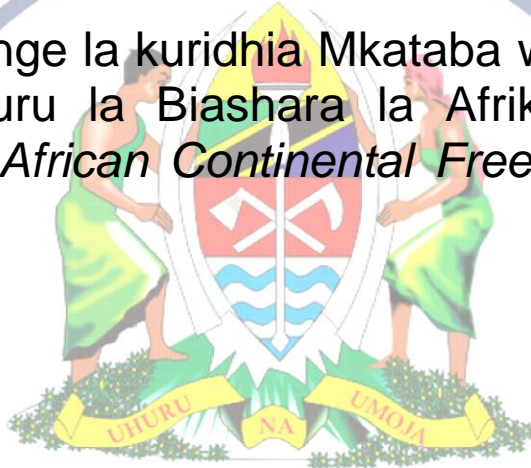 nge la kuridhia Mkataba w
uru la Biashara la Afrik
African Continental Free
UHURU NA UMOJA